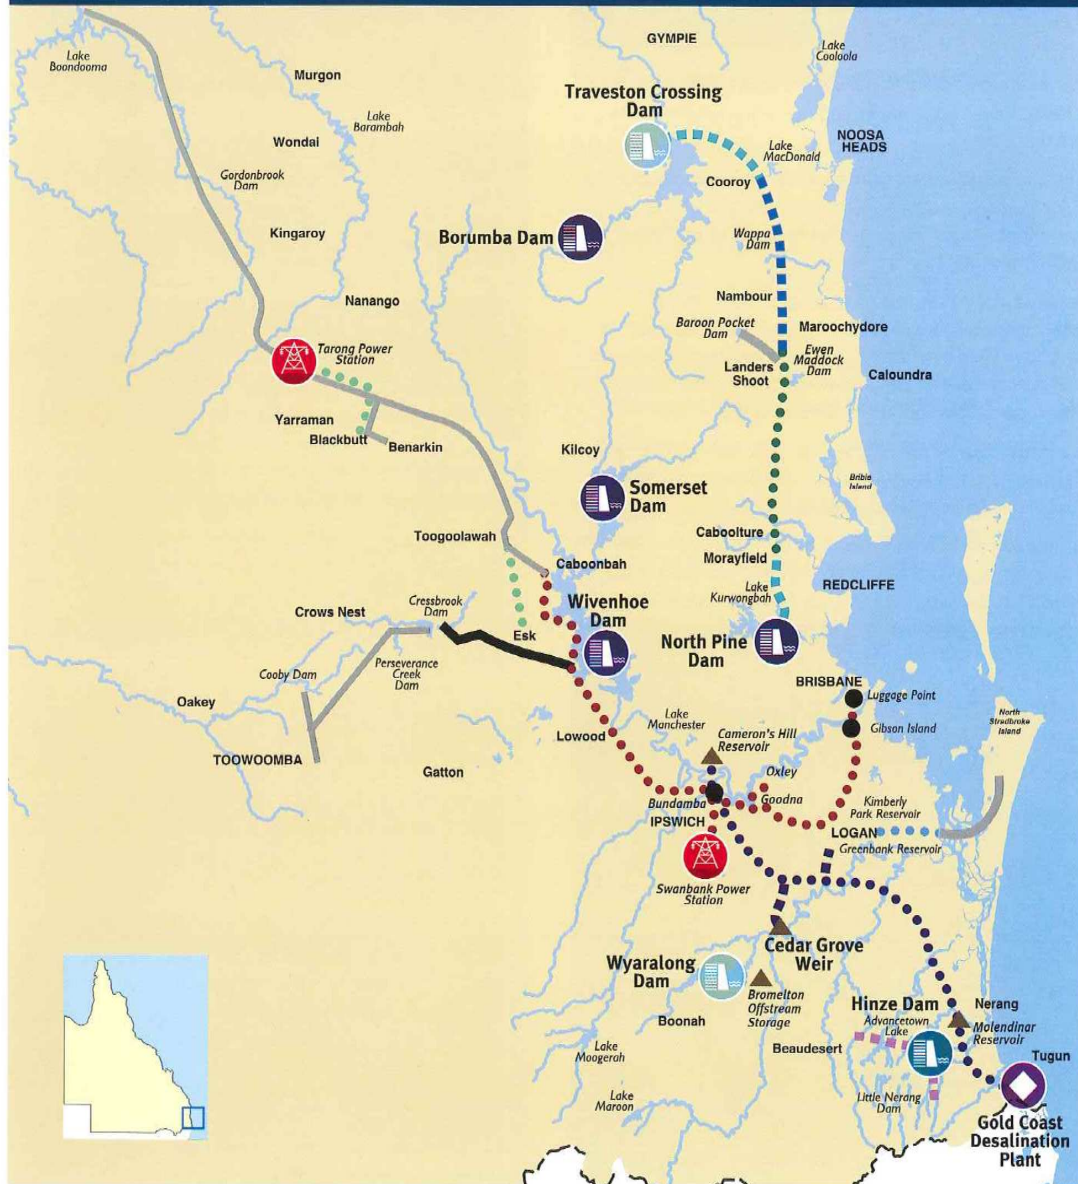 GYMPIE
Lake
Cooloola
Lake
Boondooma
Murgon
Traveston Crossing
Dam
Lake
Barambah
Wondai
NOOSA
HEADS
Lake
MacDonald
Gordonbrook
Dam
Cooroy
Kingaroy
Borumba Dam
Wappa
Dam
Nanango
Nambour
Baroon Pocket
Dam
Maroochydore
Tarong Power
Station
Ewen
Maddock
Dam
Landers
Shoot
Caloundra
Yarraman
Blackbutt
Benarkin
Kilcoy
Bribie
Island
Somerset
Dam
Toogoolawah
Caboolture
Morayfield
Caboonbah
REDCLIFFE
Lake
Kurwongbah
Cressbrook
Dam
Crows Nest
Wivenhoe
Dam
Esk
North Pine
Dam
Perseverance
Creek
Dam
Cooby Dam
BRISBANE
Luggage Point
Oakey
Lake
Manchester
North
Stradbroke
Island
Gibson Island
Lowood
Cameron's Hill
Reservoir
TOOWOOMBA
Gatton
Oxley
Bundamba
Goodna
Kimberly
Park Reservoir
IPSWICH
LOGAN
Greenbank Reservoir
Swanbank Power
Station
Cedar Grove
Weir
Wyaralong
Dam
Bromelton
Offstream
Storage
Hinze Dam
Nerang
Boonah
Advancetown
Lake
Molendinar
Reservoir
Lake
Moogerah
Beaudesert
Tugun
Lake
Maroon
Little Nerang
Dam
Gold Coast
Desalination
Plant